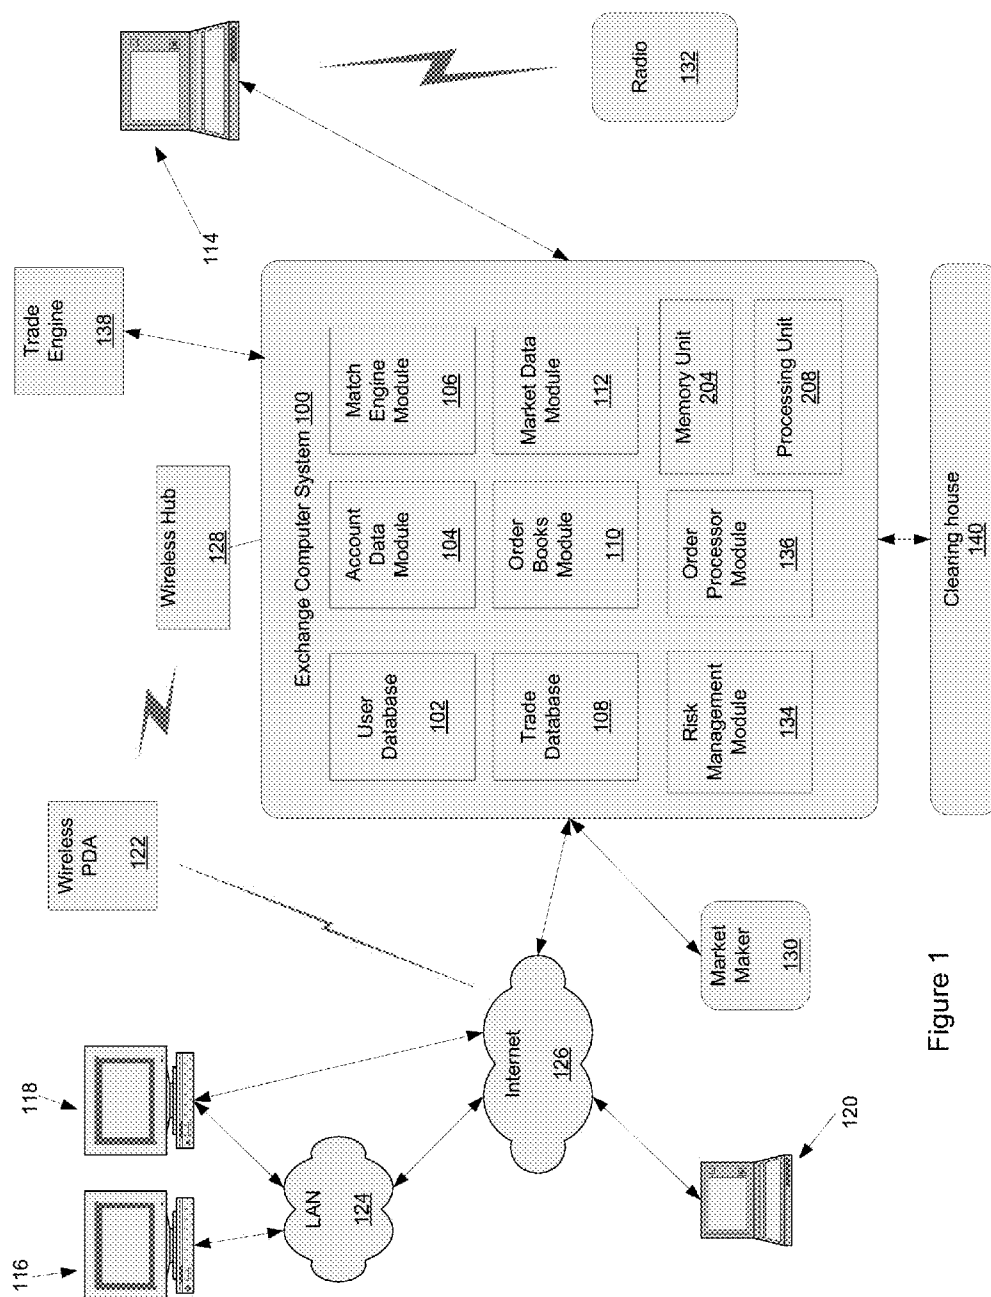 116
118
LAN
124
120
Internet
126
Wireless
PDA
122
Market
Maker
130
Wireless Hub
128
Trade
Engine
138
114
Radio
132
Exchange Computer System 100
User
Database
102
Account
Data
Module
104
Match
Engine
Module
106
Trade
Database
108
Order
Books
Module
110
Market Data
Module
112
Risk
Management
Module
134
Order
Processor
Module
136
Memory Unit
204
Processing Unit
208
Clearing house
140
Figure 1